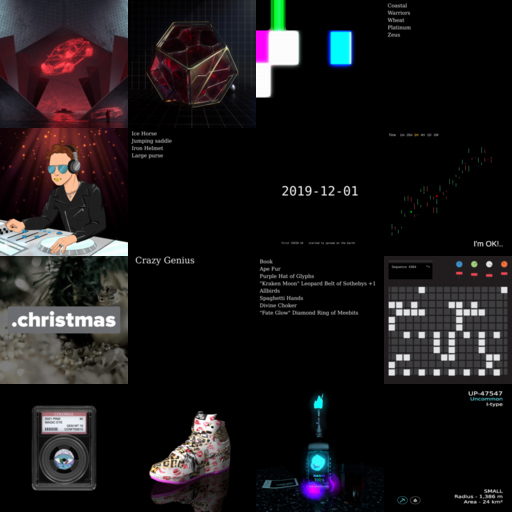 Coastal
Warriors
Wheat
Platinum
Zeus
Ice Horse
Jumping saddle
Iron Helmet
Large purse
2019-12-01
I'm OK!..
.christmas
Crazy Genius
Book
Ape Fur
Purple Hat of Glyphs
"Kraken Moon" Leopard Belt of Sothebys +1
Allbirds
Spaghetti Hands
Divine Choker
"Fate Glow" Diamond Ring of Meebits
UP-47547
Uncommon
I-type
SMALL
Radius - 1,386 m
Area - 24 km²